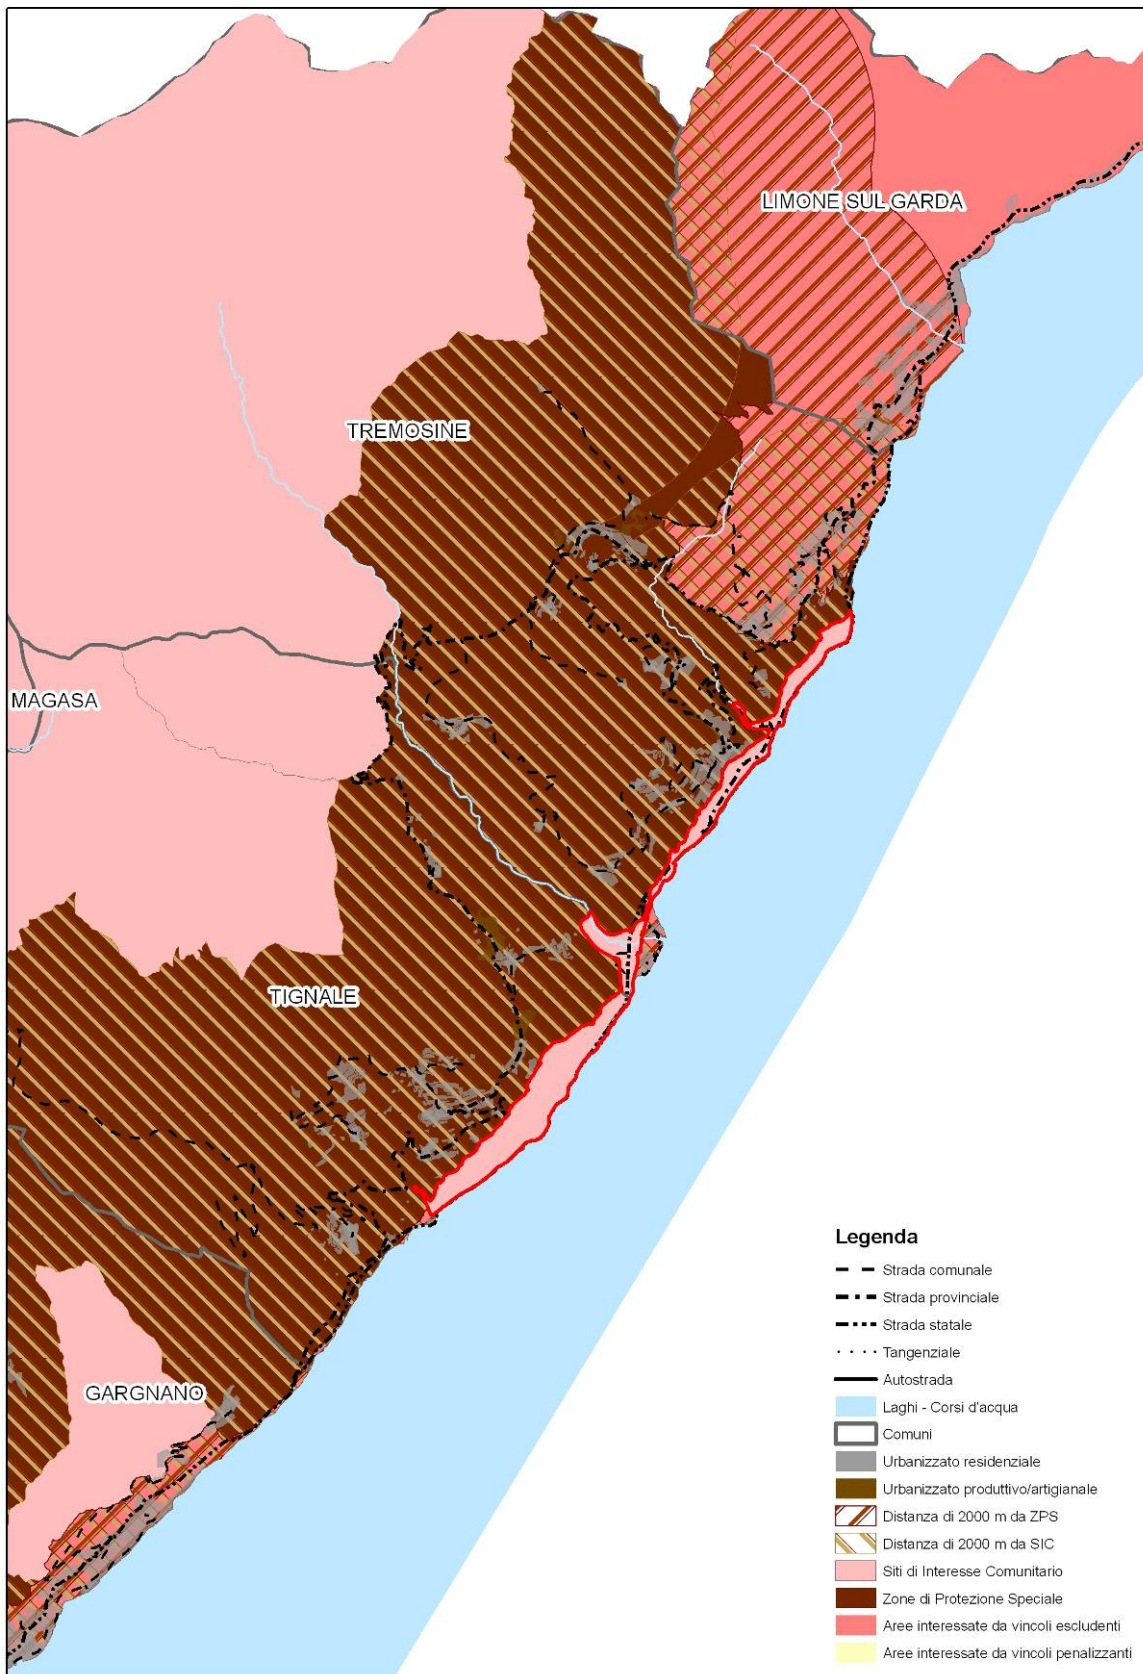 LIMONE SUL GARDA
TREMOSINE
MAGASA
TIGNALE
GARGNANO
Legenda
Strada comunale
Strada provinciale
Strada statale
Tangenziale
Autostrada
Laghi - Corsi d'acqua
Comuni
Urbanizzato residenziale
Urbanizzato produttivo/artigianale
Distanza di 2000 m da ZPS
Distanza di 2000 m da SIC
Siti di Interesse Comunitario
Zone di Protezione Speciale
Aree interessate da vincoli escludenti
Aree interessate da vincoli penalizzanti